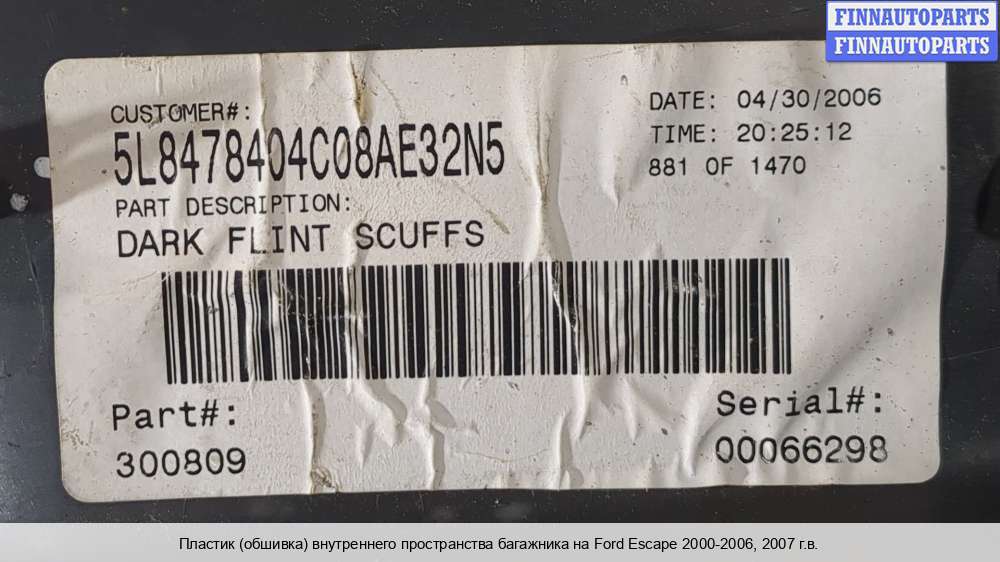 FINNAUTOPARTS
FINNAUTOPARTS
CUSTOMER#:
5L8478404C08AE32N5
PART DESCRIPTION:
DARK FLINT SCUFFS
DATE: 04/30/2006
TIME: 20:25:12
881 OF 1470
Part#:
300809
Serial#:
00066298
Пластик (обшивка) внутреннего пространства багажника на Ford Escape 2000-2006, 2007 г.в.